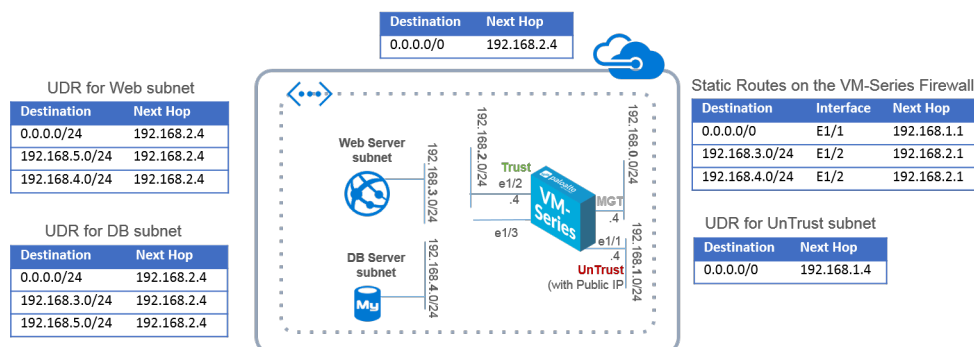 Destination Next Hop
0.0.0.0/0 192.168.2.4
UDR for Web subnet
Destination Next Hop
0.0.0.0/24 192.168.2.4
192.168.5.0/24 192.168.2.4
192.168.4.0/24 192.168.2.4
UDR for DB subnet
Destination Next Hop
0.0.0.0/24 192.168.2.4
192.168.3.0/24 192.168.2.4
192.168.5.0/24 192.168.2.4
Web Server
subnet
192.168.3.0/24
DB Server
subnet
My
192.168.4.0/24
192.168.2.0/24
Trust
e1/2
.4
e1/3
paloalto
VM-
Series
192.168.0.0/24
MGT
.4
e1/1
.4
UnTrust
(with Public IP
192.168.1.0/24
Static Routes on the VM-Series Firewall
Destination Interface Next Hop
0.0.0.0/0 E1/1 192.168.1.1
192.168.3.0/24 E1/2 192.168.2.1
192.168.4.0/24 E1/2 192.168.2.1
UDR for UnTrust subnet
Destination Next Hop
0.0.0.0/0 192.168.1.4